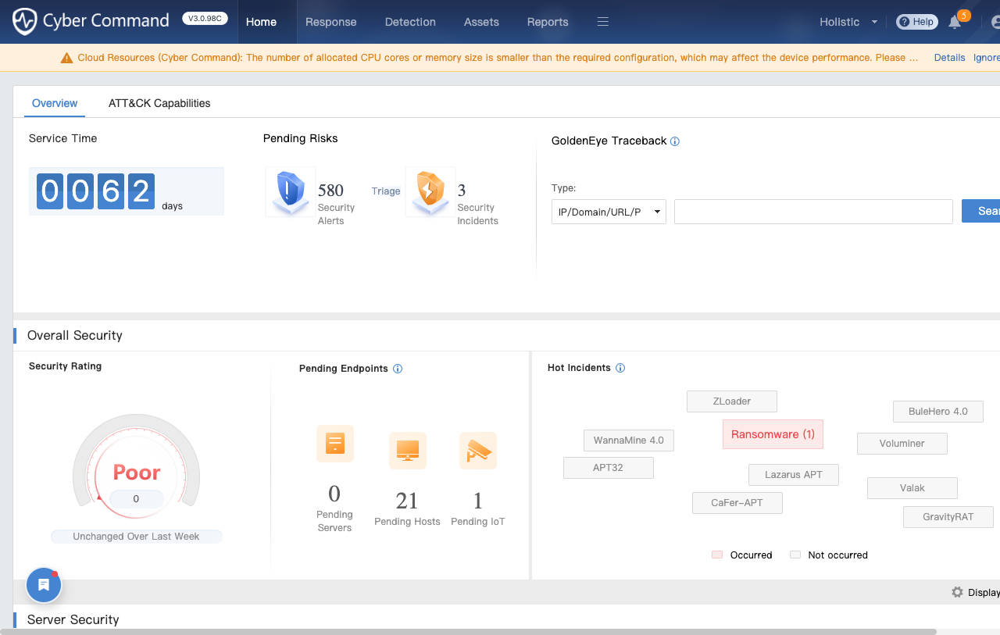 Cyber Command V3.0.98C Home Response Detection Assets Reports Holistic Help 5
Cloud Resources (Cyber Command): The number of allocated CPU cores or memory size is smaller than the required configuration, which may affect the device performance. Please ... Details Ignore
Overview ATT&CK Capabilities
Service Time
0062 days
Pending Risks
580
Security
Alerts
Triage
3
Security
Incidents
GoldenEye Traceback
Type:
IP/Domain/URL/P
Sear
Overall Security
Security Rating
Poor
0
Unchanged Over Last Week
Pending Endpoints
0
Pending
Servers
21
Pending Hosts
1
Pending IoT
Hot Incidents
ZLoader
BuleHero 4.0
Ransomware (1)
WannaMine 4.0
Voluminer
APT32
Lazarus APT
Valak
CaFer-APT
GravityRAT
Occurred Not occurred
Display
Server Security